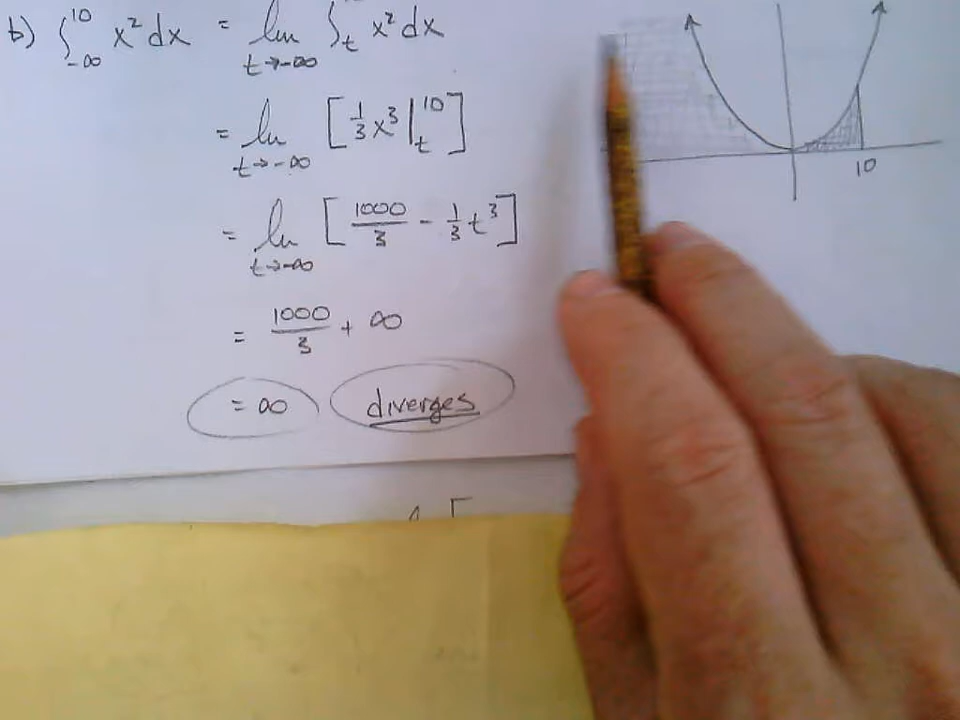 b) ∫_{-∞}^{10} x² dx = lim_{t→-∞} ∫_t x² dx
= lim_{t→-∞} [ 1/3 x³ |_t^{10} ]
= lim_{t→-∞} [ 1000/3 - 1/3 t³ ]
= 1000/3 + ∞
= ∞ diverges
10